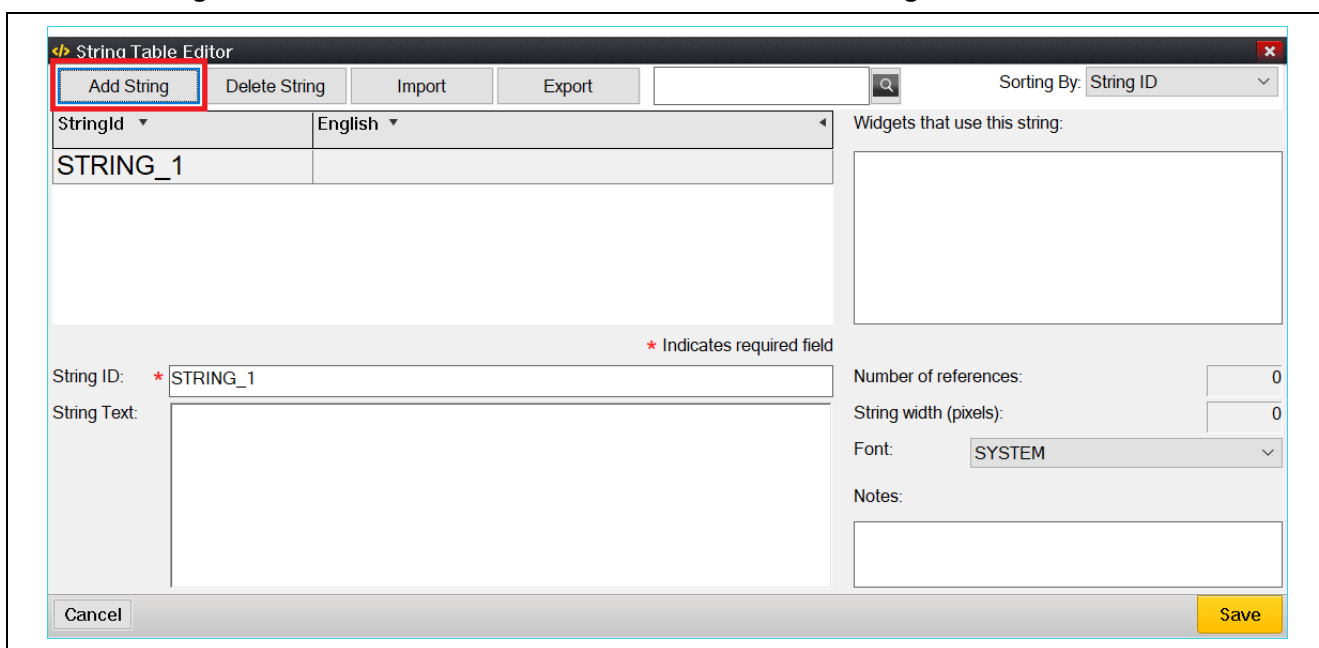 </> String Table Editor
Add String Delete String Import Export Sorting By: String ID
StringId English Widgets that use this string:
STRING_1
* Indicates required field
String ID: * STRING_1 Number of references: 0
String Text: String width (pixels): 0
Font: SYSTEM
Notes:
Cancel Save